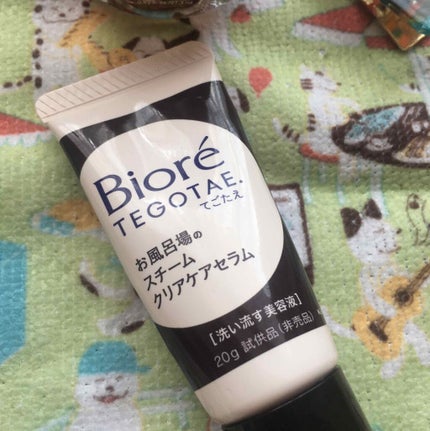 Bioré
TEGOTAE.
てごたえ
お風呂場の
スチーム
クリアケアセラム
[洗い流す美容液]
20g 試供品(非売品)